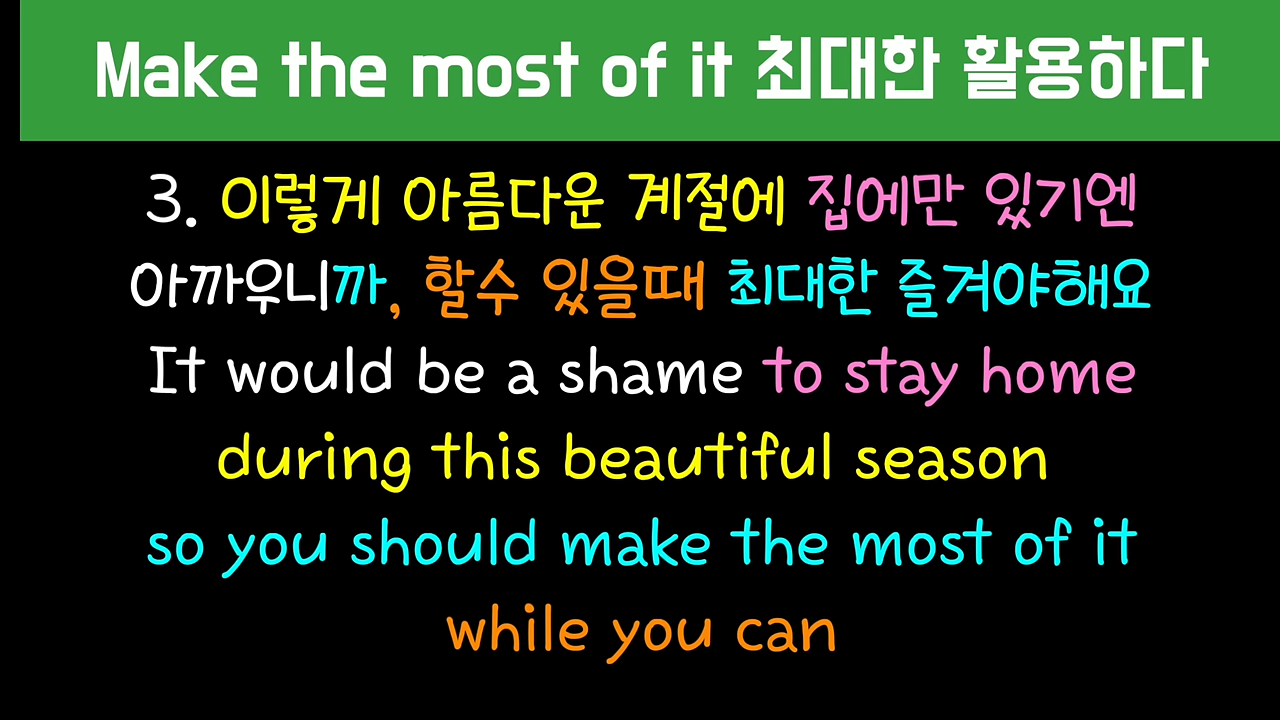 Make the most of it 최대한 활용하다
3. 이렇게 아름다운 계절에 집에만 있기엔
아까우니까, 할수 있을때 최대한 즐겨야해요
It would be a shame to stay home
during this beautiful season
so you should make the most of it
while you can